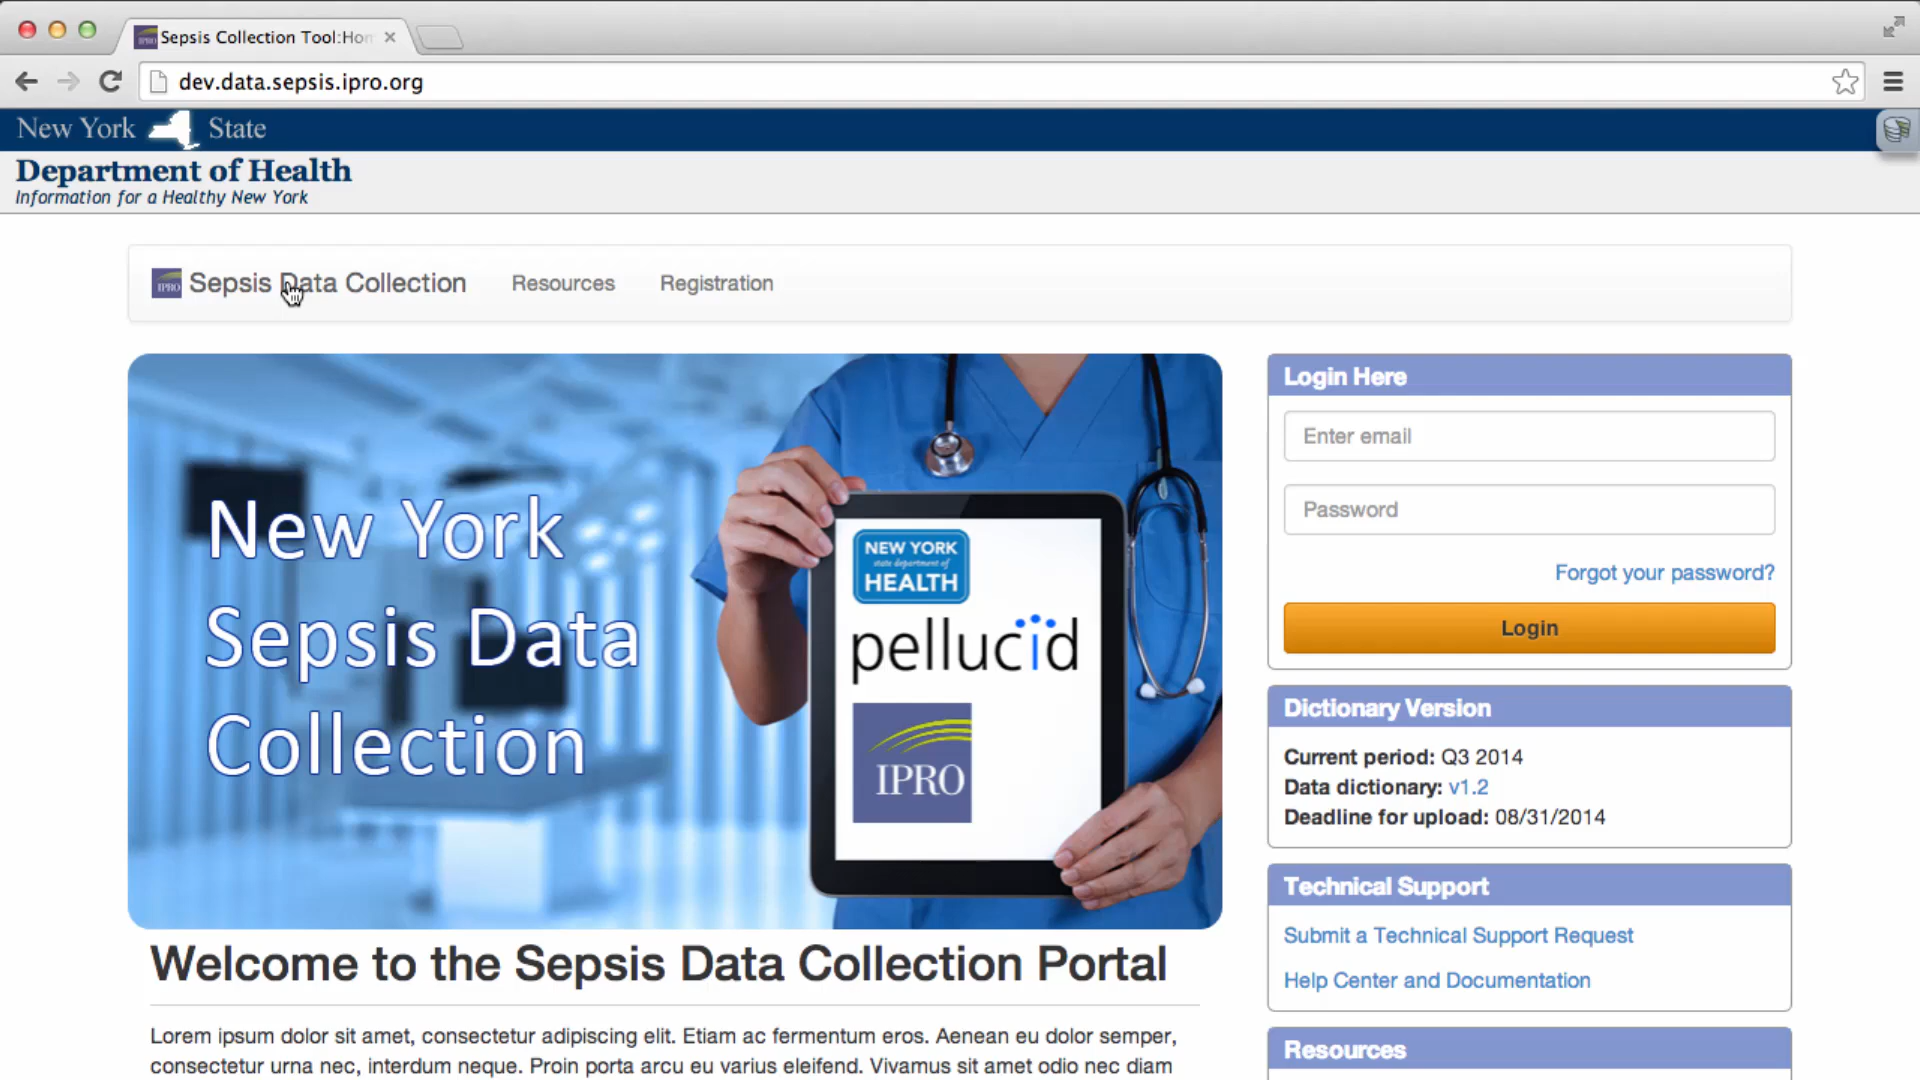 Sepsis Collection Tool:Hom
dev.data.sepsis.ipro.org
New York State
Department of Health
Information for a Healthy New York
IPRO Sepsis Data Collection Resources Registration
New York
Sepsis Data
Collection
NEW YORK
state department of
HEALTH
pellucid
IPRO
Login Here
Enter email
Password
Forgot your password?
Login
Dictionary Version
Current period: Q3 2014
Data dictionary: v1.2
Deadline for upload: 08/31/2014
Technical Support
Submit a Technical Support Request
Help Center and Documentation
Resources
Welcome to the Sepsis Data Collection Portal
Lorem ipsum dolor sit amet, consectetur adipiscing elit. Etiam ac fermentum eros. Aenean eu dolor semper,
consectetur urna nec, interdum neque. Proin porta arcu eu varius eleifend. Vivamus sit amet odio nec diam